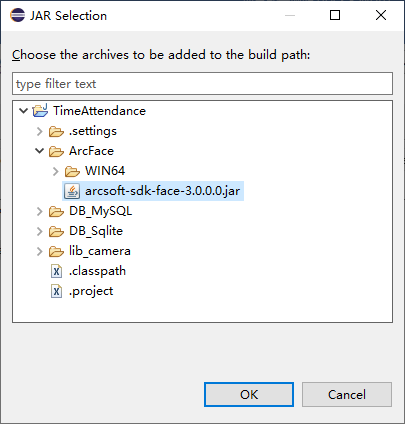 JAR Selection
Choose the archives to be added to the build path:
type filter text
TimeAttendance
.settings
ArcFace
WIN64
arcsoft-sdk-face-3.0.0.0.jar
DB_MySQL
DB_Sqlite
lib_camera
.classpath
.project
OK Cancel